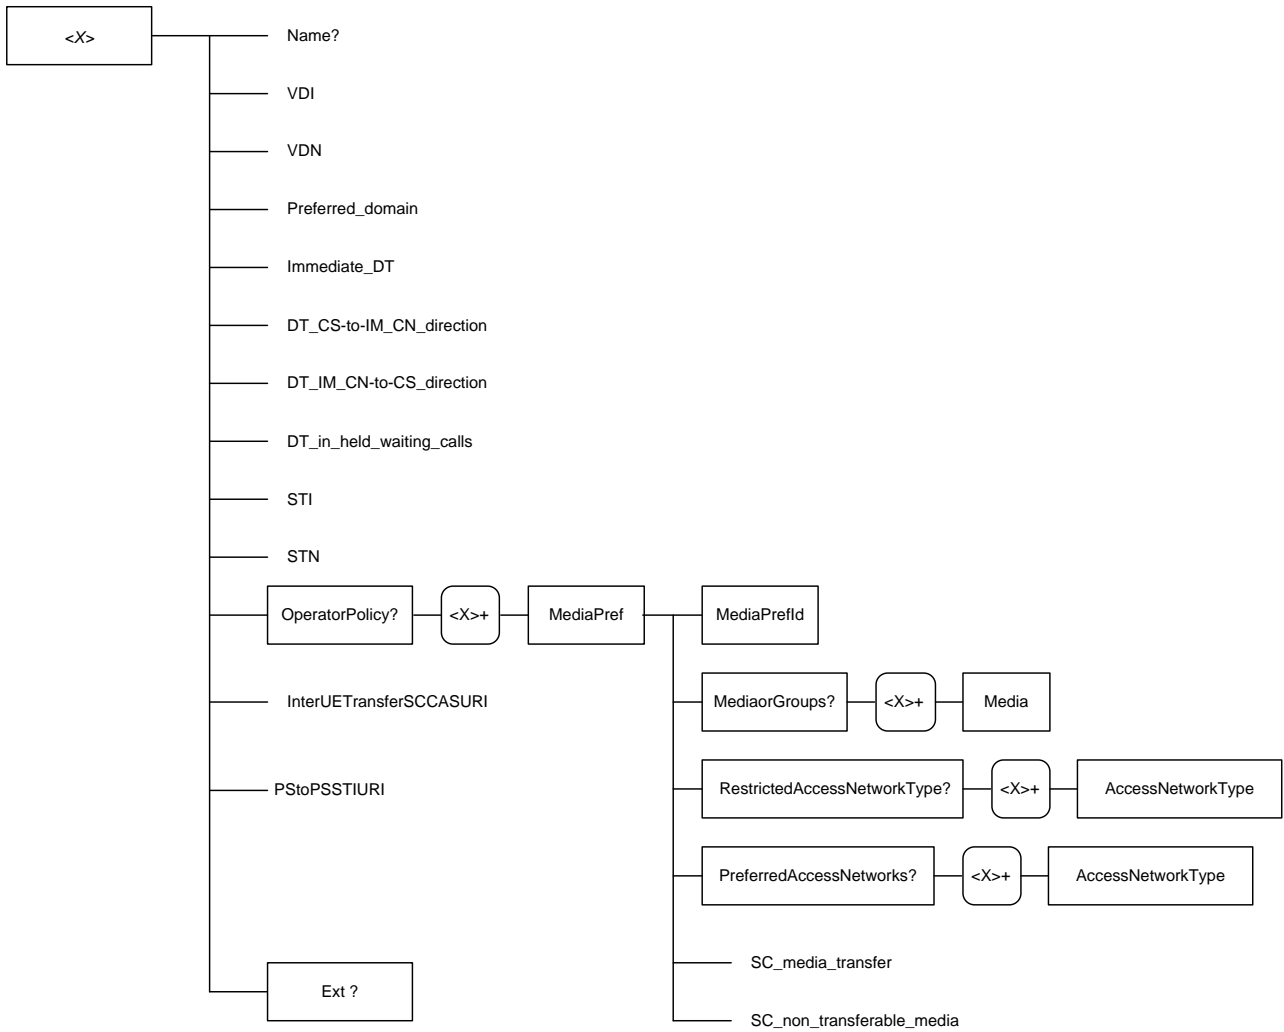 <X>
Name?
VDI
VDN
Preferred_domain
Immediate_DT
DT_CS-to-IM_CN_direction
DT_IM_CN-to-CS_direction
DT_in_held_waiting_calls
STI
STN
OperatorPolicy? <X>+ MediaPref MediaPrefId
MediaorGroups? <X>+ Media
InterUETransferSCCASURI
RestrictedAccessNetworkType? <X>+ AccessNetworkType
PStoPSSTIURI
PreferredAccessNetworks? <X>+ AccessNetworkType
SC_media_transfer
Ext ?
SC_non_transferable_media